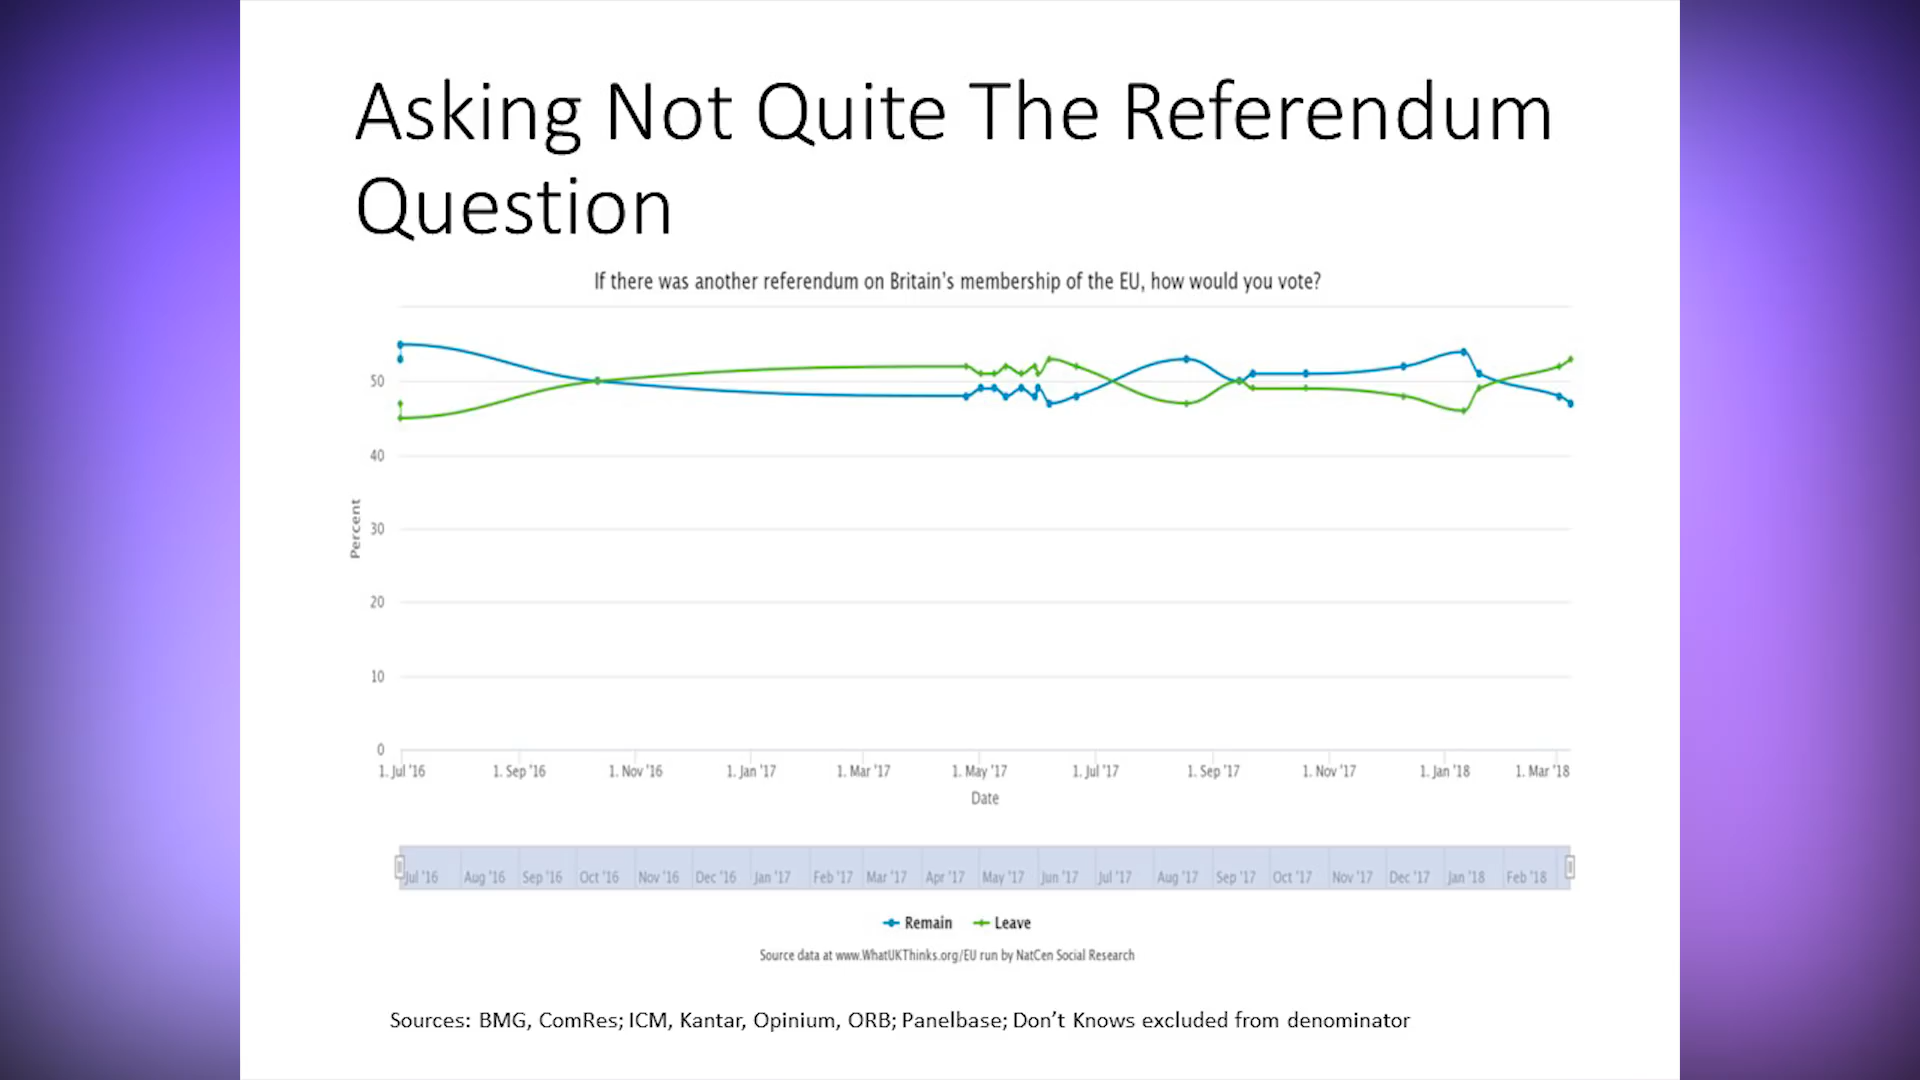 Asking Not Quite The Referendum
Question
If there was another referendum on Britain's membership of the EU, how would you vote?
50
40
30
20
10
0
Percent
1. Jul '16 1. Sep '16 1. Nov '16 1. Jan '17 1. Mar '17 1. May '17 1. Jul '17 1. Sep '17 1. Nov '17 1. Jan '18 1. Mar '18
Date
Jul '16 Aug '16 Sep '16 Oct '16 Nov '16 Dec '16 Jan '17 Feb '17 Mar '17 Apr '17 May '17 Jun '17 Jul '17 Aug '17 Sep '17 Oct '17 Nov '17 Dec '17 Jan '18 Feb '18
Remain Leave
Source data at www.WhatUKThinks.org/EU run by NatCen Social Research
Sources: BMG, ComRes; ICM, Kantar, Opinium, ORB; Panelbase; Don't Knows excluded from denominator